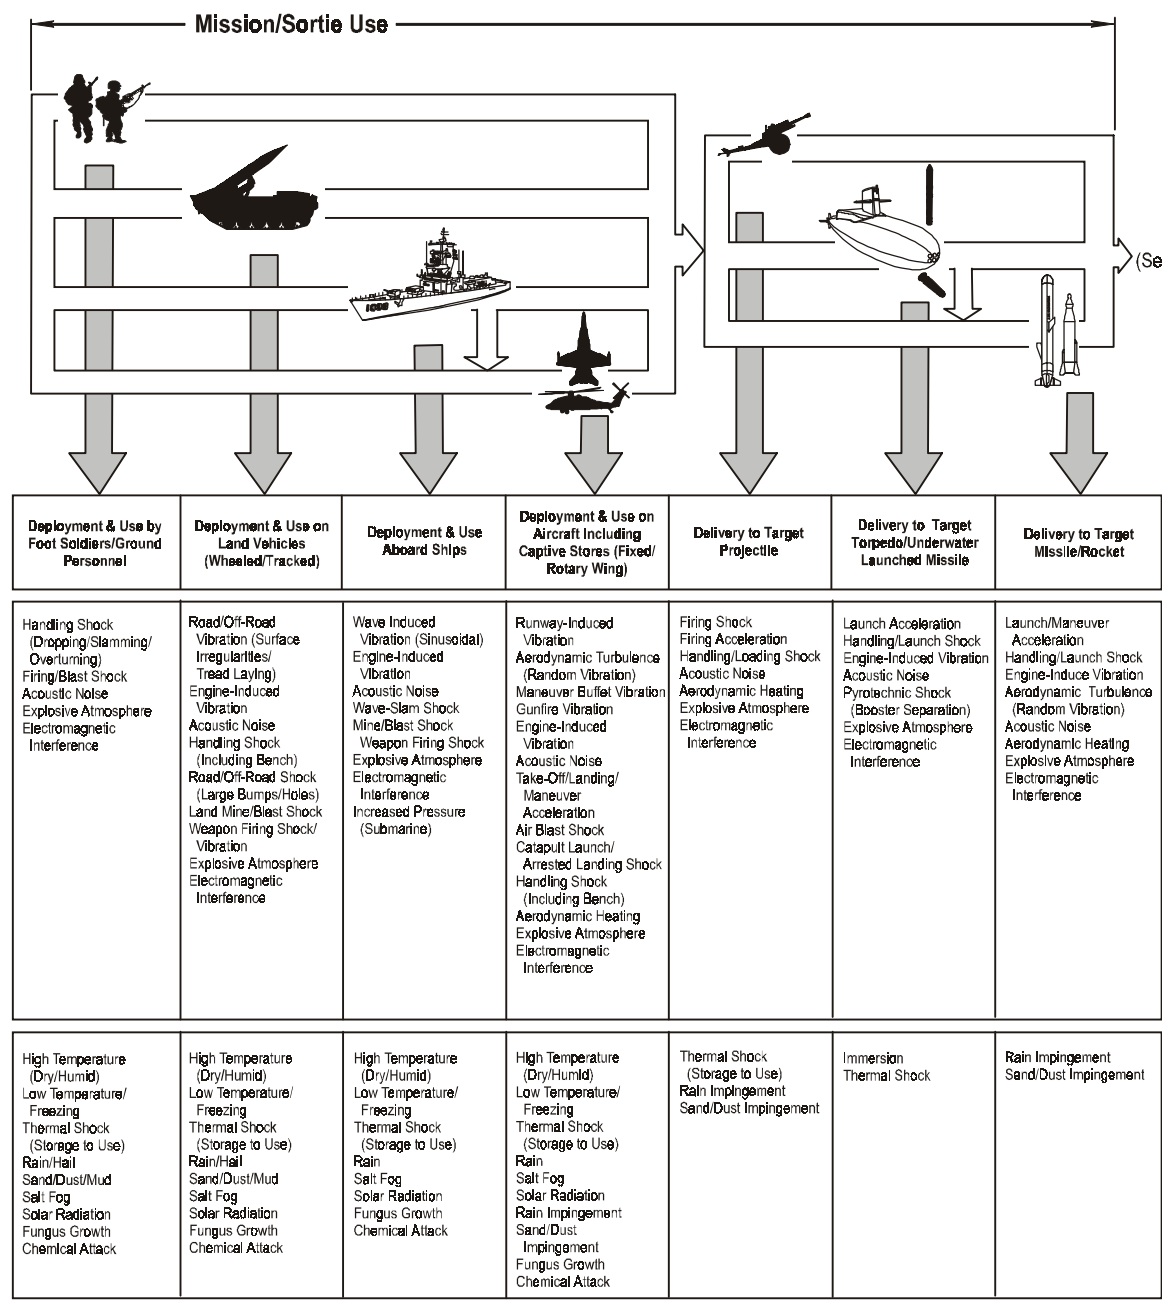 Mission/Sortie Use
(Se
1098
Deployment & Use by
Foot Soldiers/Ground
Personnel
Deployment & Use on
Land Vehicles
(Wheeled/Tracked)
Deployment & Use
Aboard Ships
Deployment & Use on
Aircraft Including
Captive Stores (Fixed/
Rotary Wing)
Delivery to Target
Projectile
Delivery to Target
Torpedo/Underwater
Launched Missile
Delivery to Target
Missile/Rocket
Handling Shock
(Dropping/Slamming/
Overturning)
Firing/Blast Shock
Acoustic Noise
Explosive Atmosphere
Electromagnetic
Interference
Road/Off-Road
Vibration (Surface
Irregularities/
Tread Laying)
Engine-Induced
Vibration
Acoustic Noise
Handling Shock
(Including Bench)
Road/Off-Road Shock
(Large Bumps/Holes)
Land Mine/Blast Shock
Weapon Firing Shock/
Vibration
Explosive Atmosphere
Electromagnetic
Interference
Wave Induced
Vibration (Sinusoidal)
Engine-Induced
Vibration
Acoustic Noise
Wave-Slam Shock
Mine/Blast Shock
Weapon Firing Shock
Explosive Atmosphere
Electromagnetic
Interference
Increased Pressure
(Submarine)
Runway-Induced
Vibration
Aerodynamic Turbulence
(Random Vibration)
Maneuver Buffet Vibration
Gunfire Vibration
Engine-Induced
Vibration
Acoustic Noise
Take-Off/Landing/
Maneuver
Acceleration
Air Blast Shock
Catapult Launch/
Arrested Landing Shock
Handling Shock
(Including Bench)
Aerodynamic Heating
Explosive Atmosphere
Electromagnetic
Interference
Firing Shock
Firing Acceleration
Handling/Loading Shock
Acoustic Noise
Aerodynamic Heating
Explosive Atmosphere
Electromagnetic
Interference
Launch Acceleration
Handling/Launch Shock
Engine-Induced Vibration
Acoustic Noise
Pyrotechnic Shock
(Booster Separation)
Explosive Atmosphere
Electromagnetic
Interference
Launch/Maneuver
Acceleration
Handling/Launch Shock
Engine-Induce Vibration
Aerodynamic Turbulence
(Random Vibration)
Acoustic Noise
Aerodynamic Heating
Explosive Atmosphere
Electromagnetic
Interference
High Temperature
(Dry/Humid)
Low Temperature/
Freezing
Thermal Shock
(Storage to Use)
Rain/Hail
Sand/Dust/Mud
Salt Fog
Solar Radiation
Fungus Growth
Chemical Attack
High Temperature
(Dry/Humid)
Low Temperature/
Freezing
Thermal Shock
(Storage to Use)
Rain/Hail
Sand/Dust/Mud
Salt Fog
Solar Radiation
Fungus Growth
Chemical Attack
High Temperature
(Dry/Humid)
Low Temperature/
Freezing
Thermal Shock
(Storage to Use)
Rain
Salt Fog
Solar Radiation
Fungus Growth
Chemical Attack
High Temperature
(Dry/Humid)
Low Temperature/
Freezing
Thermal Shock
(Storage to Use)
Rain
Salt Fog
Solar Radiation
Rain Impingement
Sand/Dust
Impingement
Fungus Growth
Chemical Attack
Thermal Shock
(Storage to Use)
Rain Impingement
Sand/Dust Impingement
Immersion
Thermal Shock
Rain Impingement
Sand/Dust Impingement